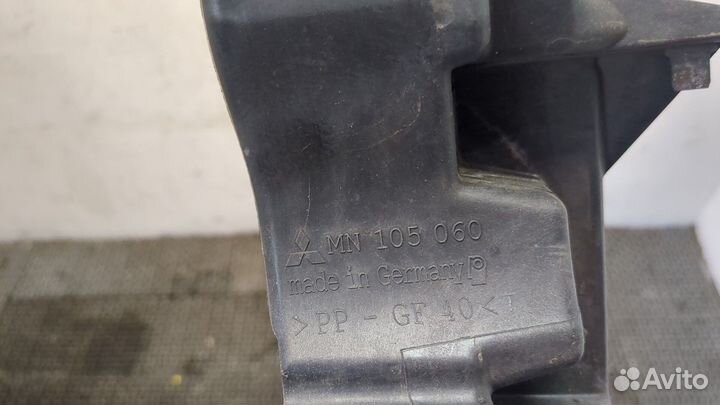 MN 105 060
made in Germany
>PP - GF 40<
Avito